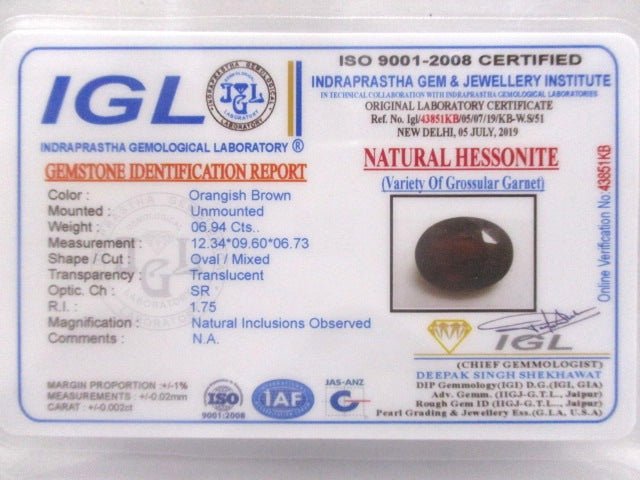 IGL
INDRAPRASTHA GEMOLOGICAL LABORATORY
INDRAPRASTHA GEMOLOGICAL LABORATORY ®
GEMSTONE IDENTIFICATION REPORT
Color : Orangish Brown
Mounted : Unmounted
Weight : 06.94 Cts..
Measurement : 12.34*09.60*06.73
Shape / Cut : Oval / Mixed
Transparency : Translucent
Optic. Ch : SR
R.I. : 1.75
Magnification : Natural Inclusions Observed
Comments : N.A.
MARGIN PROPORTION :+/-1%
MEASUREMENTS : +/-0.02mm
CARAT : +/-0.002ct
ISO
9001:2008
IAF
JAS-ANZ
ISO 9001-2008 CERTIFIED
INDRAPRASTHA GEM & JEWELLERY INSTITUTE
IN TECHNICAL COLLABORATION WITH INDRAPRASTHA GEMOLOGICAL LABORATORIES
ORIGINAL LABORATORY CERTIFICATE
Ref. No. Igl/43851KB/05/07/19/KB-W.S/51
NEW DELHI, 05 JULY, 2019
NATURAL HESSONITE
(Variety Of Grossular Garnet)
Online Verification No.43851KB
IGL
(CHIEF GEMMOLOGIST)
DEEPAK SINGH SHEKHAWAT
DIP Gemmology(IGI) D.G.(IGI, GIA)
Adv. Gemm. (IIGJ-G.T.L., Jaipur)
Rough Gem ID (IIGJ-G.T.L., Jaipur)
Pearl Grading & Jewellery Ess.(G.I.A, U.S.A)